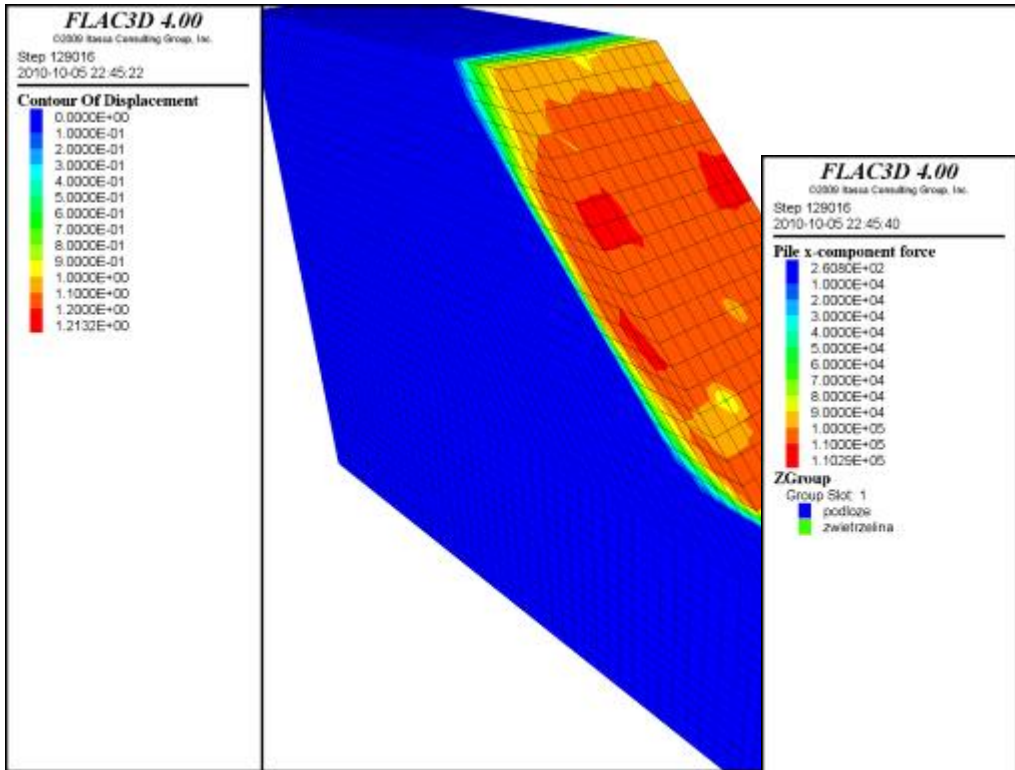 FLAC3D 4.00
©2009 Itasca Consulting Group, Inc.
Step 129016
2010-10-05 22:45:22
Contour Of Displacement
0.0000E+00
1.0000E-01
2.0000E-01
3.0000E-01
4.0000E-01
5.0000E-01
6.0000E-01
7.0000E-01
8.0000E-01
9.0000E-01
1.0000E+00
1.1000E+00
1.2000E+00
1.2132E+00
FLAC3D 4.00
©2009 Itasca Consulting Group, Inc.
Step 129016
2010-10-05 22:45:40
Pile x-component force
2.6080E+02
1.0000E+04
2.0000E+04
3.0000E+04
4.0000E+04
5.0000E+04
6.0000E+04
7.0000E+04
8.0000E+04
9.0000E+04
1.0000E+05
1.1000E+05
1.1029E+05
ZGroup
Group Slot: 1
podloze
zwietrzelina